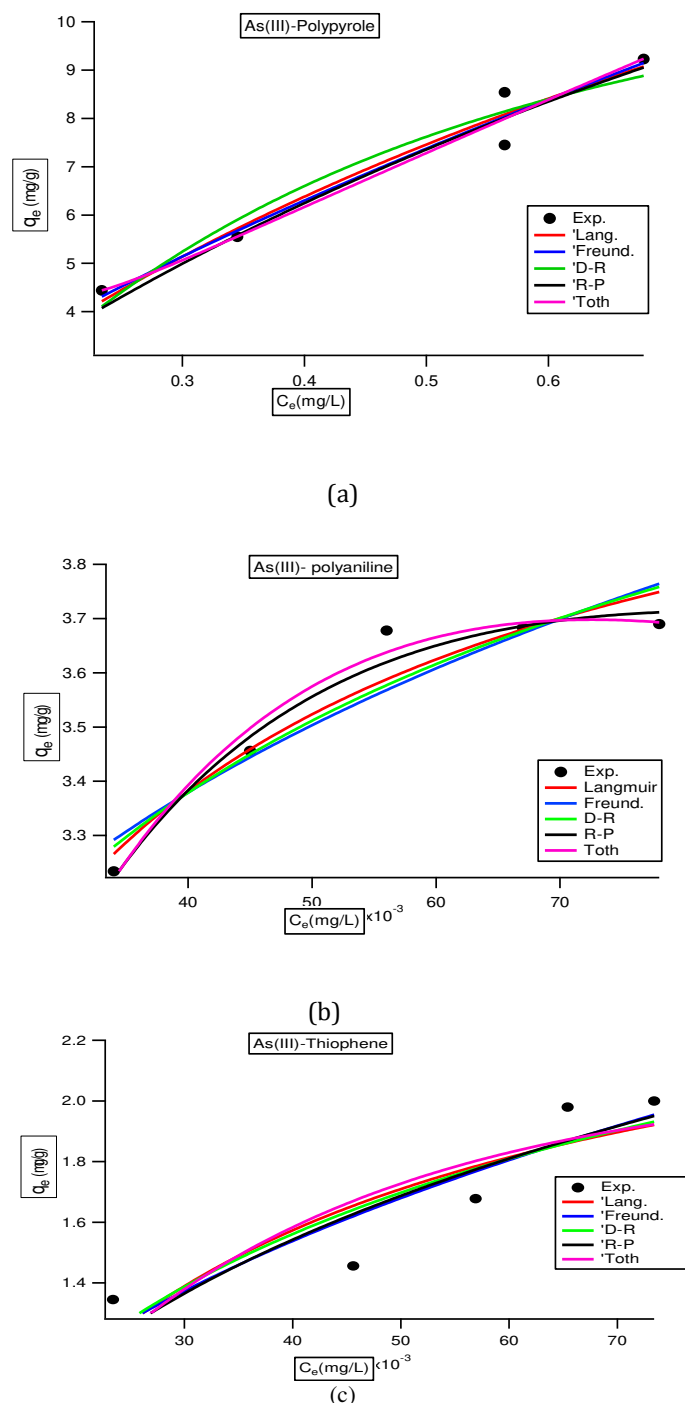 As(III)-Polypyrole
10
9
8
7
6
5
4
qe (mg/g)
Exp.
'Lang.
'Freund.
'D-R
'R-P
'Toth
0.3
0.4
0.5
0.6
Ce(mg/L)
(a)
As(III)- polyaniline
3.8
3.7
3.6
3.5
3.4
3.3
qe (mg/g)
Exp.
Langmuir
Freund.
D-R
R-P
Toth
40
50
60
70
Ce(mg/L) x10-3
(b)
As(III)-Thiophene
2.2
2.0
1.8
1.6
1.4
qe (mg/g)
Exp.
'Lang.
'Freund.
'D-R
'R-P
'Toth
30
40
50
60
70
Ce(mg/L) x10-3
(c)